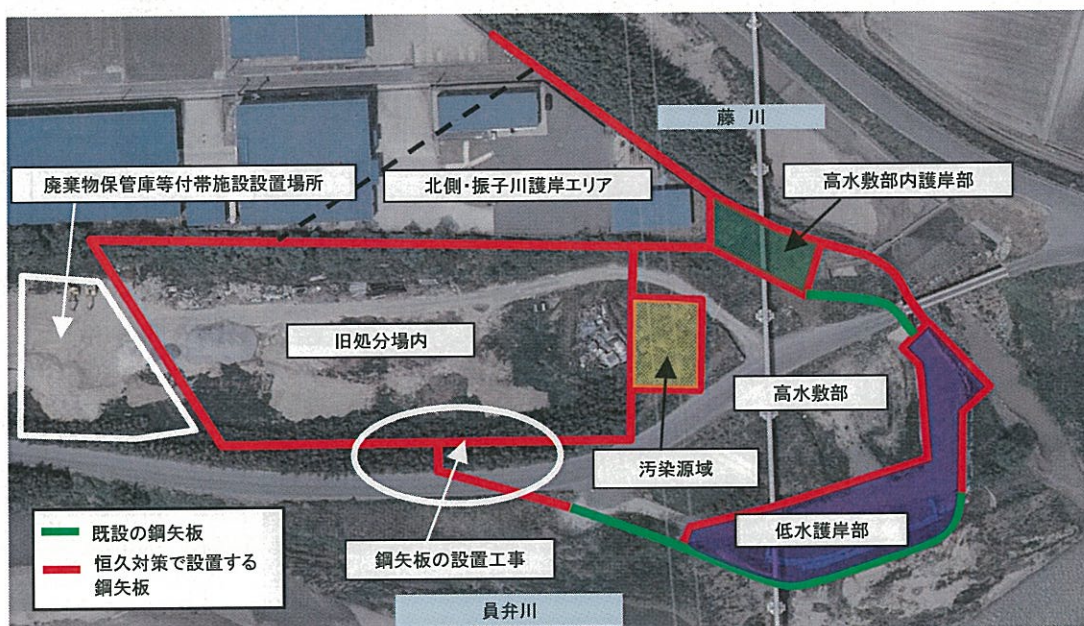 藤 川
廃棄物保管庫等付帯施設設置場所
北側・振子川護岸エリア
高水敷部内護岸部
旧処分場内
高水敷部
汚染源域
低水護岸部
鋼矢板の設置工事
既設の鋼矢板
恒久対策で設置する
鋼矢板
員弁川